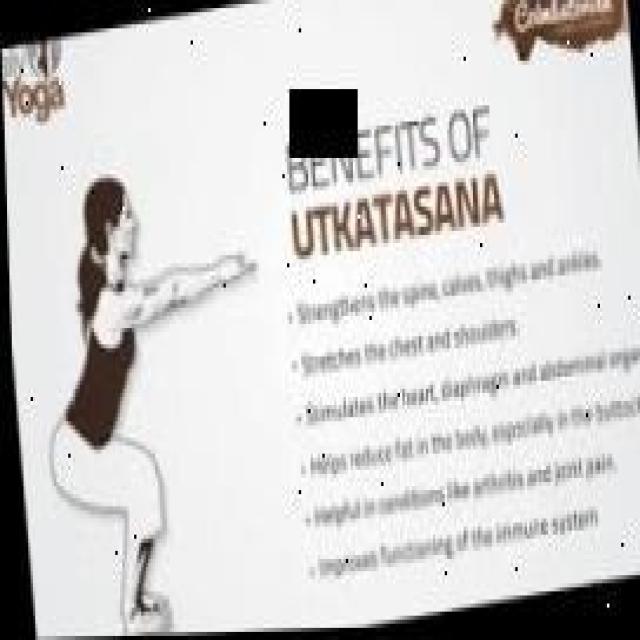 Yoga
BENEFITS OF
UTKATASANA
• Strengthens the spine, calves, thighs and ankles.
• Stretches the chest and shoulders.
• Stimulates the heart, diaphragm and abdominal
• Helps reduce fat in the body, especially in the
• Helpful in conditions like arthritis and joint pain.
• Improves functioning of the immune system